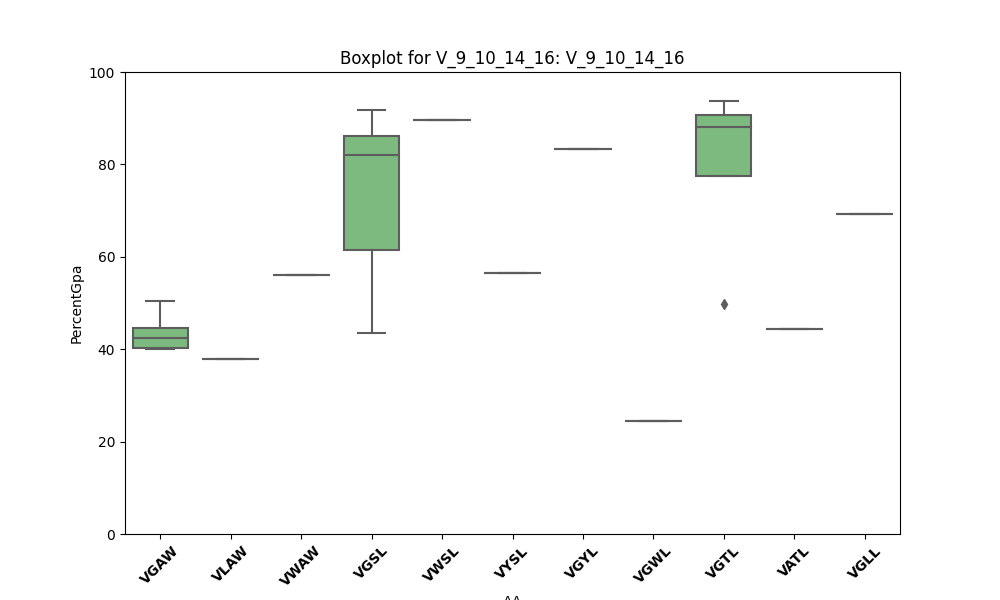 Boxplot for V_9_10_14_16: V_9_10_14_16
PercentGpa
100
80
60
40
20
0
VGAW
VLAW
VWAW
VGSL
VWSL
VYSL
VGYL
VGWL
VGTL
VATL
VGLL